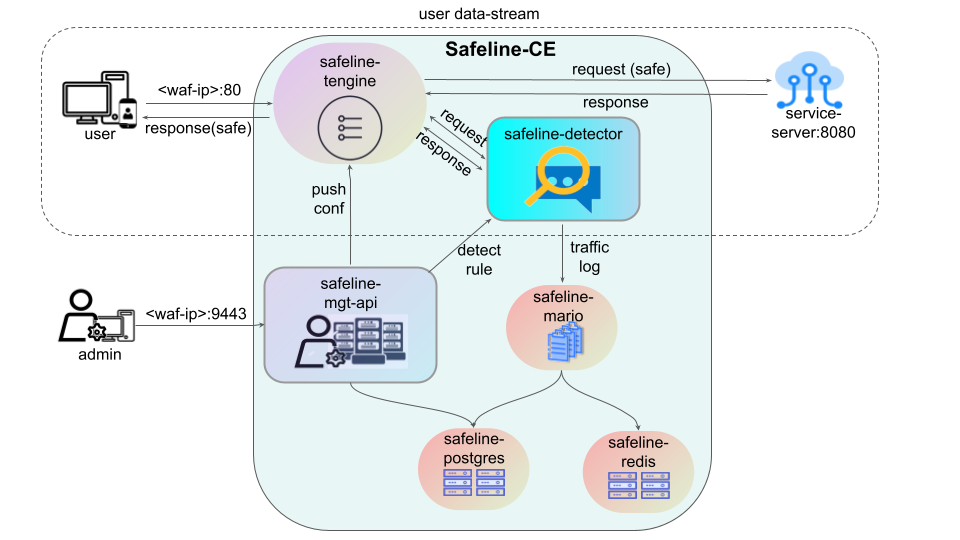 user data-stream
Safeline-CE
safeline-
tengine
<waf-ip>:80
response(safe)
user
request (safe)
response
service-
server:8080
request
response
safeline-detector
push
conf
detect
rule
traffic
log
safeline-
mgt-api
<waf-ip>:9443
admin
safeline-
mario
safeline-
postgres
safeline-
redis